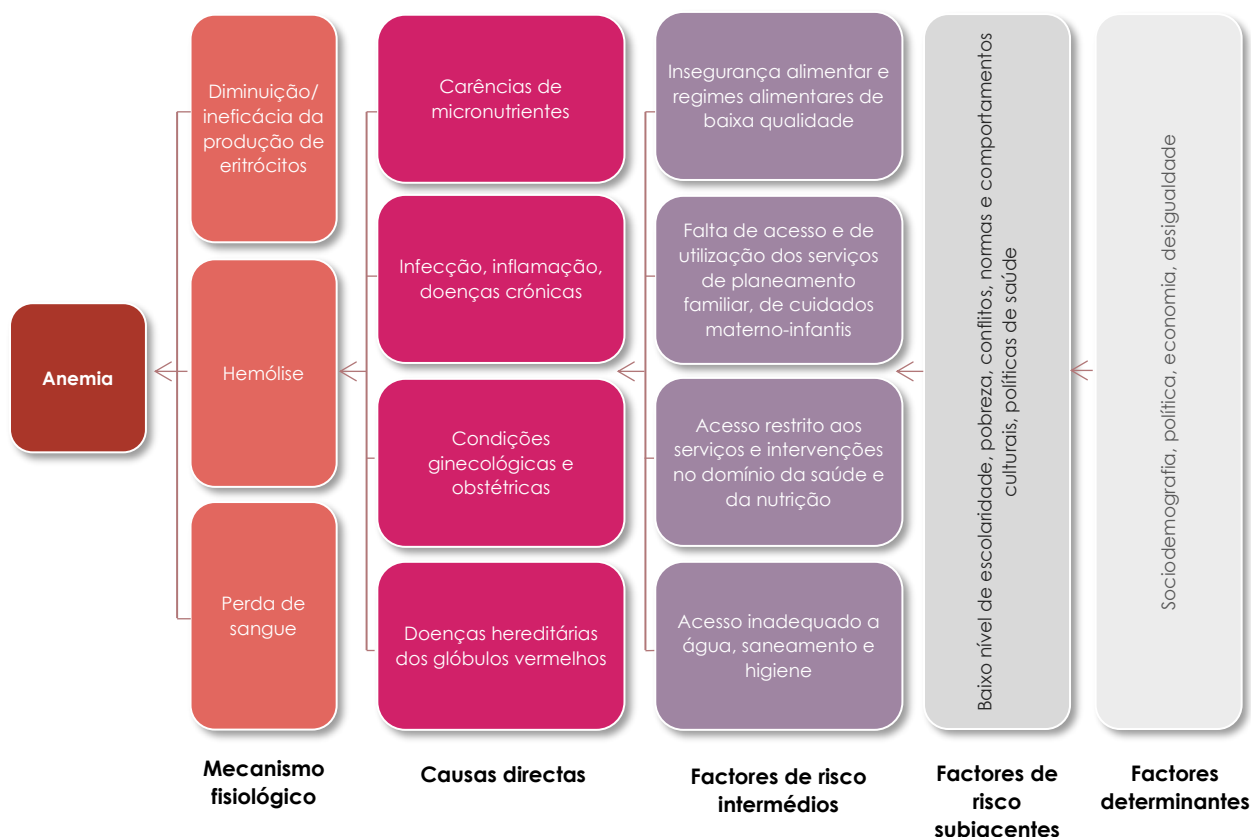 Anemia
Diminuição/
ineficácia da
produção de
eritrócitos
Hemólise
Perda de
sangue
Mecanismo
fisiológico
Carências de
micronutrientes
Infecção, inflamação,
doenças crónicas
Condições
ginecológicas e
obstétricas
Doenças hereditárias
dos glóbulos vermelhos
Causas directas
Insegurança alimentar e
regimes alimentares de
baixa qualidade
Falta de acesso e de
utilização dos serviços
de planeamento
familiar, de cuidados
materno-infantis
Acesso restrito aos
serviços e intervenções
no domínio da saúde e
da nutrição
Acesso inadequado a
água, saneamento e
higiene
Factores de risco
intermédios
Baixo nível de escolaridade, pobreza, conflitos, normas e comportamentos
culturais, políticas de saúde
Factores de
risco
subjacentes
Sociodemografia, política, economia, desigualdade
Factores
determinantes